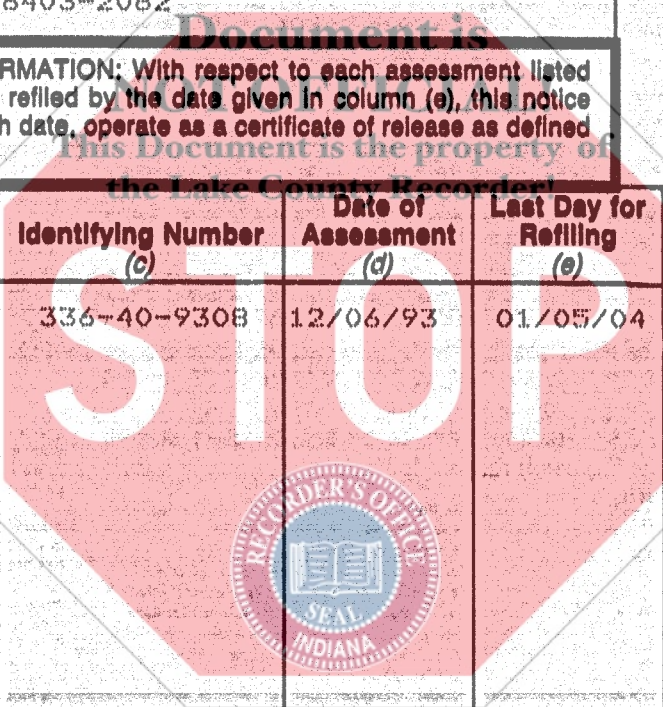 6403-2082
Document is
NOT OFFICIAL
This Document is the property of
the Lake County Recorder!
RMATION: With respect to each assessment listed
refiled by the date given in column (e), this notice
h date, operate as a certificate of release as defined
Identifying Number
(c)
Date of
Assessment
(d)
Last Day for
Refiling
(e)
336-40-9308 12/06/93 01/05/04
STOP
RECORDER'S OFFICE
SEAL
INDIANA